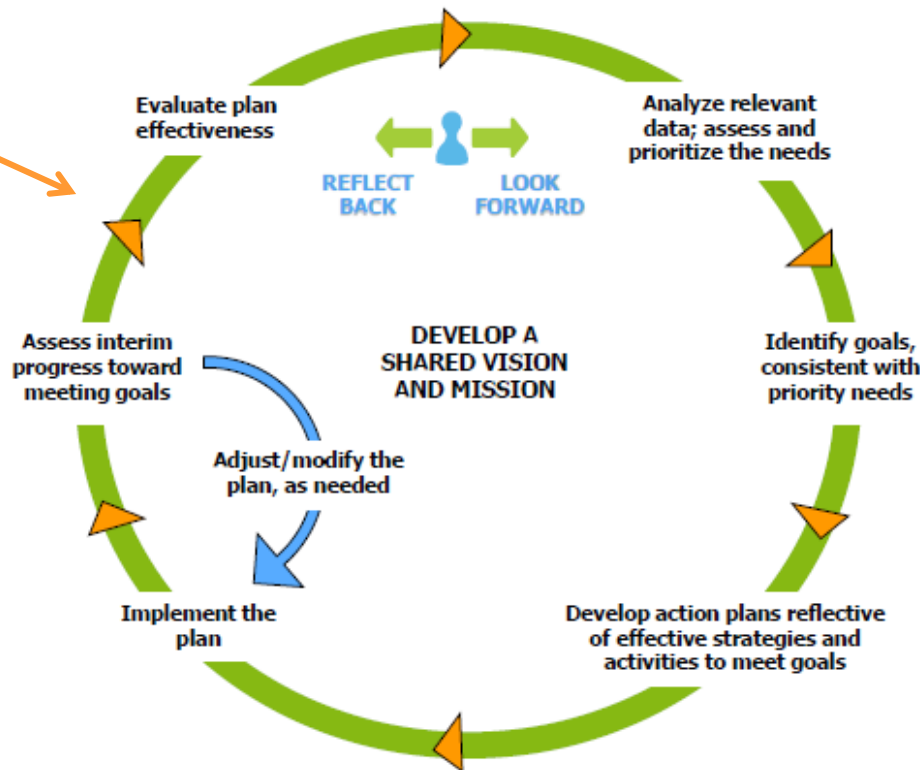 Evaluate plan
effectiveness
Analyze relevant
data; assess and
prioritize the needs
REFLECT
BACK
LOOK
FORWARD
DEVELOP A
SHARED VISION
AND MISSION
Assess interim
progress toward
meeting goals
Identify goals,
consistent with
priority needs
Adjust/modify the
plan, as needed
Implement the
plan
Develop action plans reflective
of effective strategies and
activities to meet goals